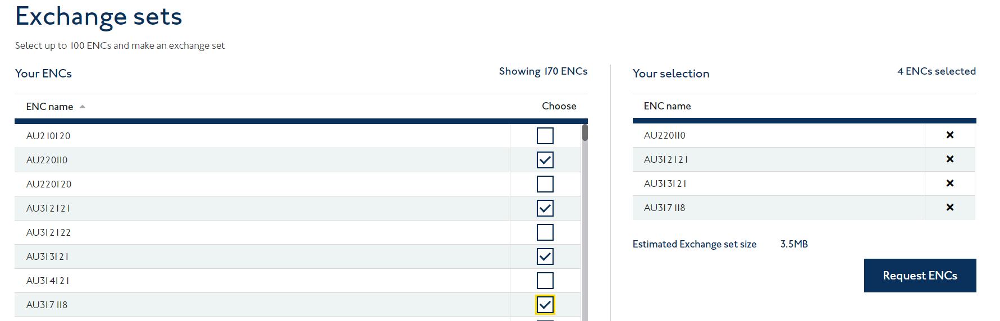 Exchange sets
Select up to 100 ENCs and make an exchange set
Your ENCs
Showing 170 ENCs
ENC name
Choose
AU210120
AU220110
AU220120
AU312121
AU312122
AU313121
AU314121
AU317118
Your selection
4 ENCs selected
ENC name
AU220110
AU312121
AU313121
AU317118
Estimated Exchange set size 3.5MB
Request ENCs